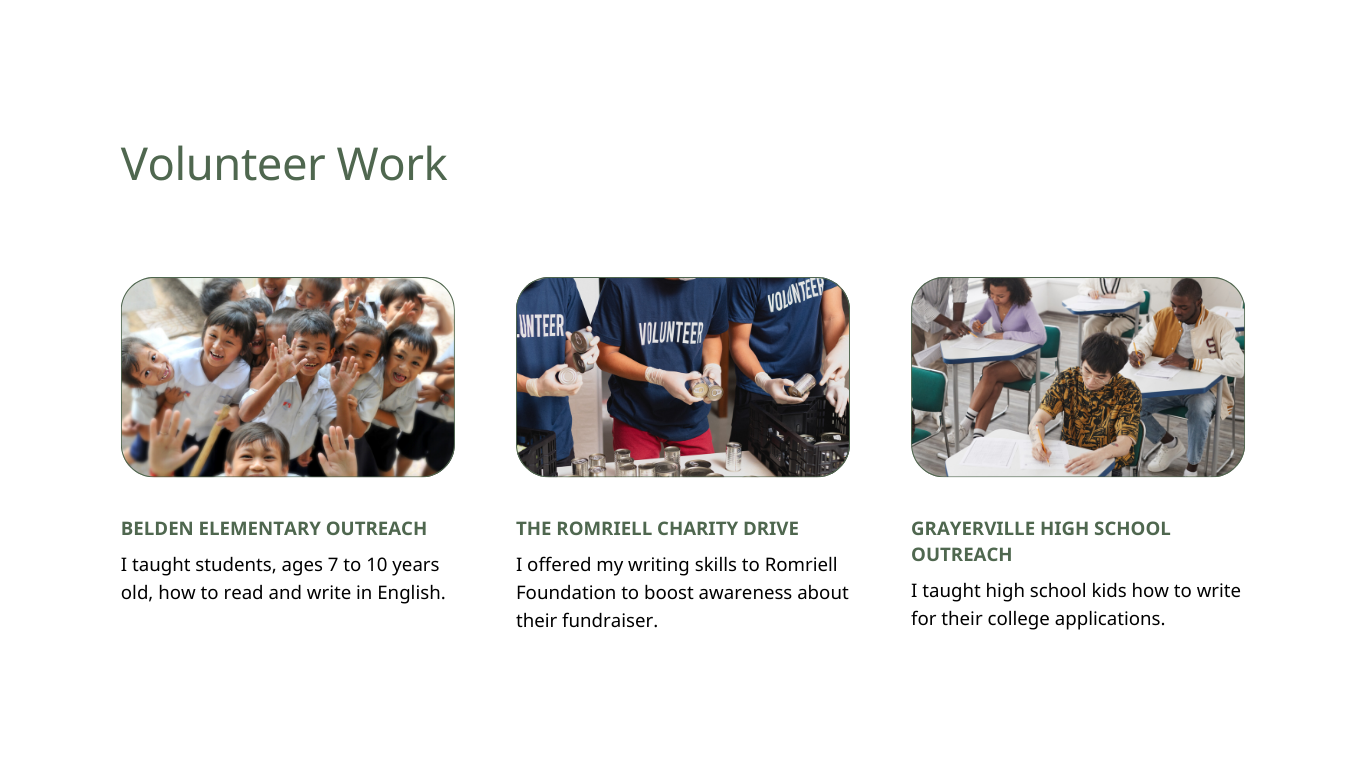 Volunteer Work
UNTEER
VOLUNTEER
VOLUNTEER
S
BELDEN ELEMENTARY OUTREACH
I taught students, ages 7 to 10 years
old, how to read and write in English.
THE ROMRIELL CHARITY DRIVE
I offered my writing skills to Romriell
Foundation to boost awareness about
their fundraiser.
GRAYERVILLE HIGH SCHOOL
OUTREACH
I taught high school kids how to write
for their college applications.